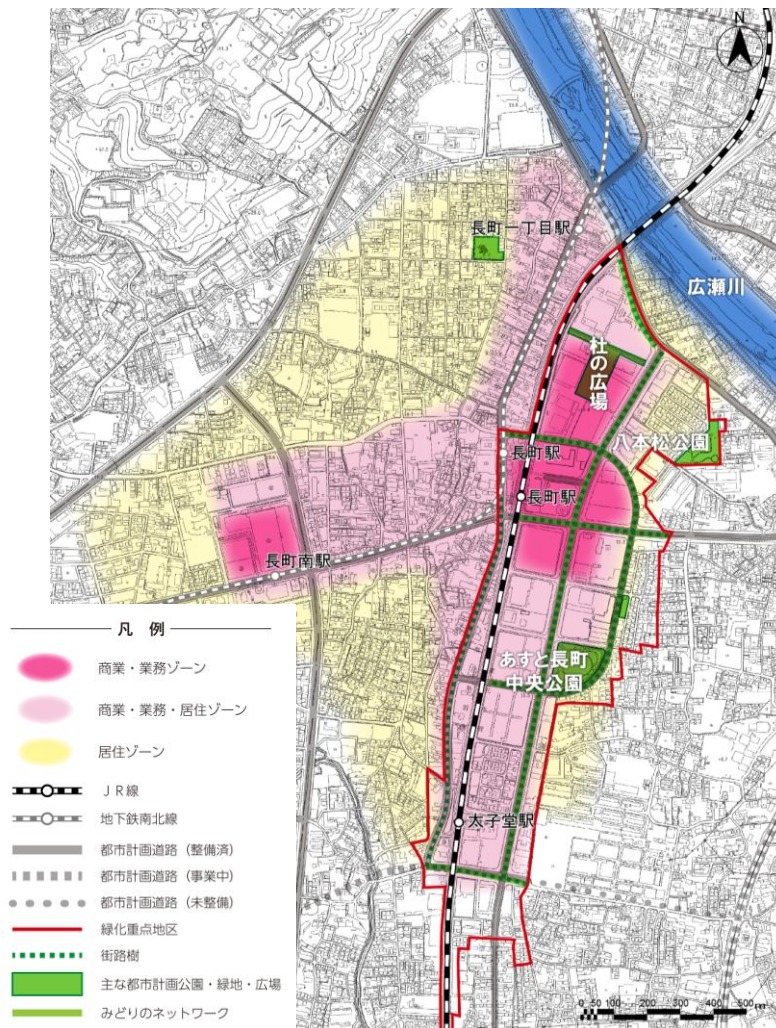 N
長町一丁目駅
広瀬川
杜の広場
八本松公園
長町駅
長町駅
長町南駅
あすと長町
中央公園
太子堂駅
凡 例
商業・業務ゾーン
商業・業務・居住ゾーン
居住ゾーン
JR線
地下鉄南北線
都市計画道路(整備済)
都市計画道路(事業中)
都市計画道路(未整備)
緑化重点地区
街路樹
主な都市計画公園・緑地・広場
みどりのネットワーク
0 50 100 200 300 400 500